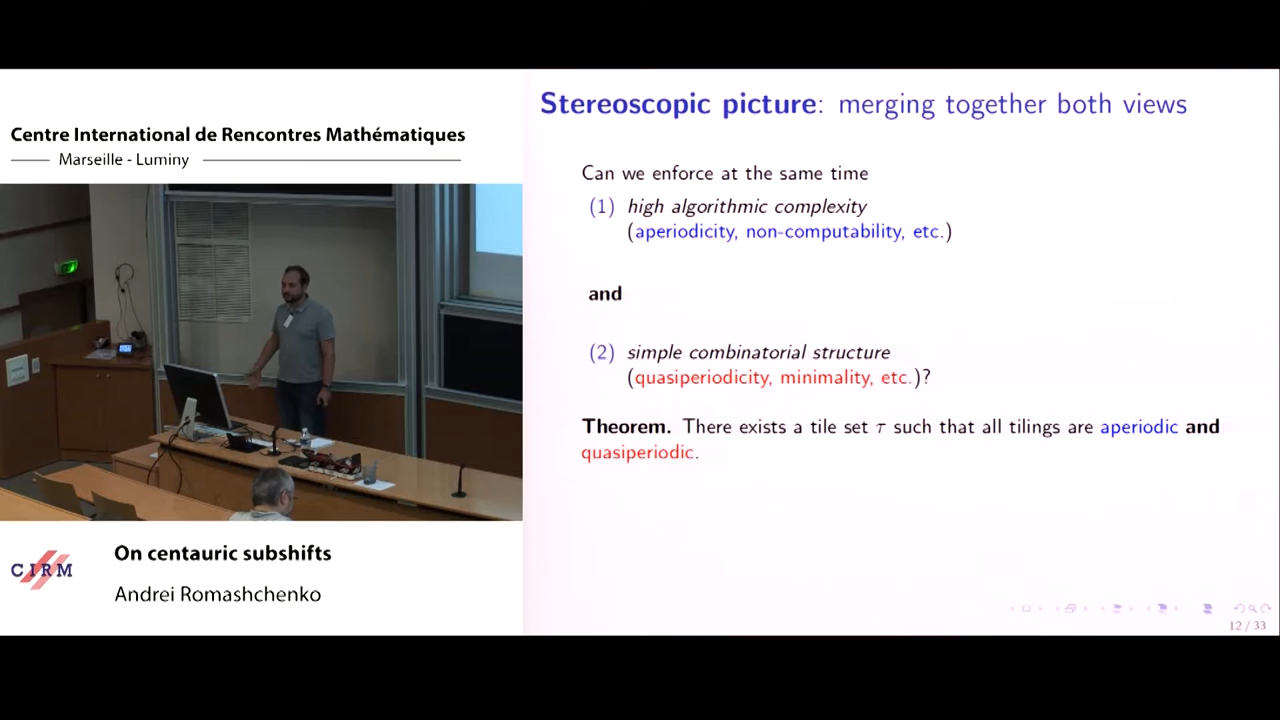 Centre International de Rencontres Mathématiques
Marseille - Luminy
CIRM
On centauric subshifts
Andrei Romashchenko
Stereoscopic picture: merging together both views
Can we enforce at the same time
(1) high algorithmic complexity
(aperiodicity, non-computability, etc.)
and
(2) simple combinatorial structure
(quasiperiodicity, minimality, etc.)?
Theorem. There exists a tile set τ such that all tilings are aperiodic and
quasiperiodic.
12 / 33